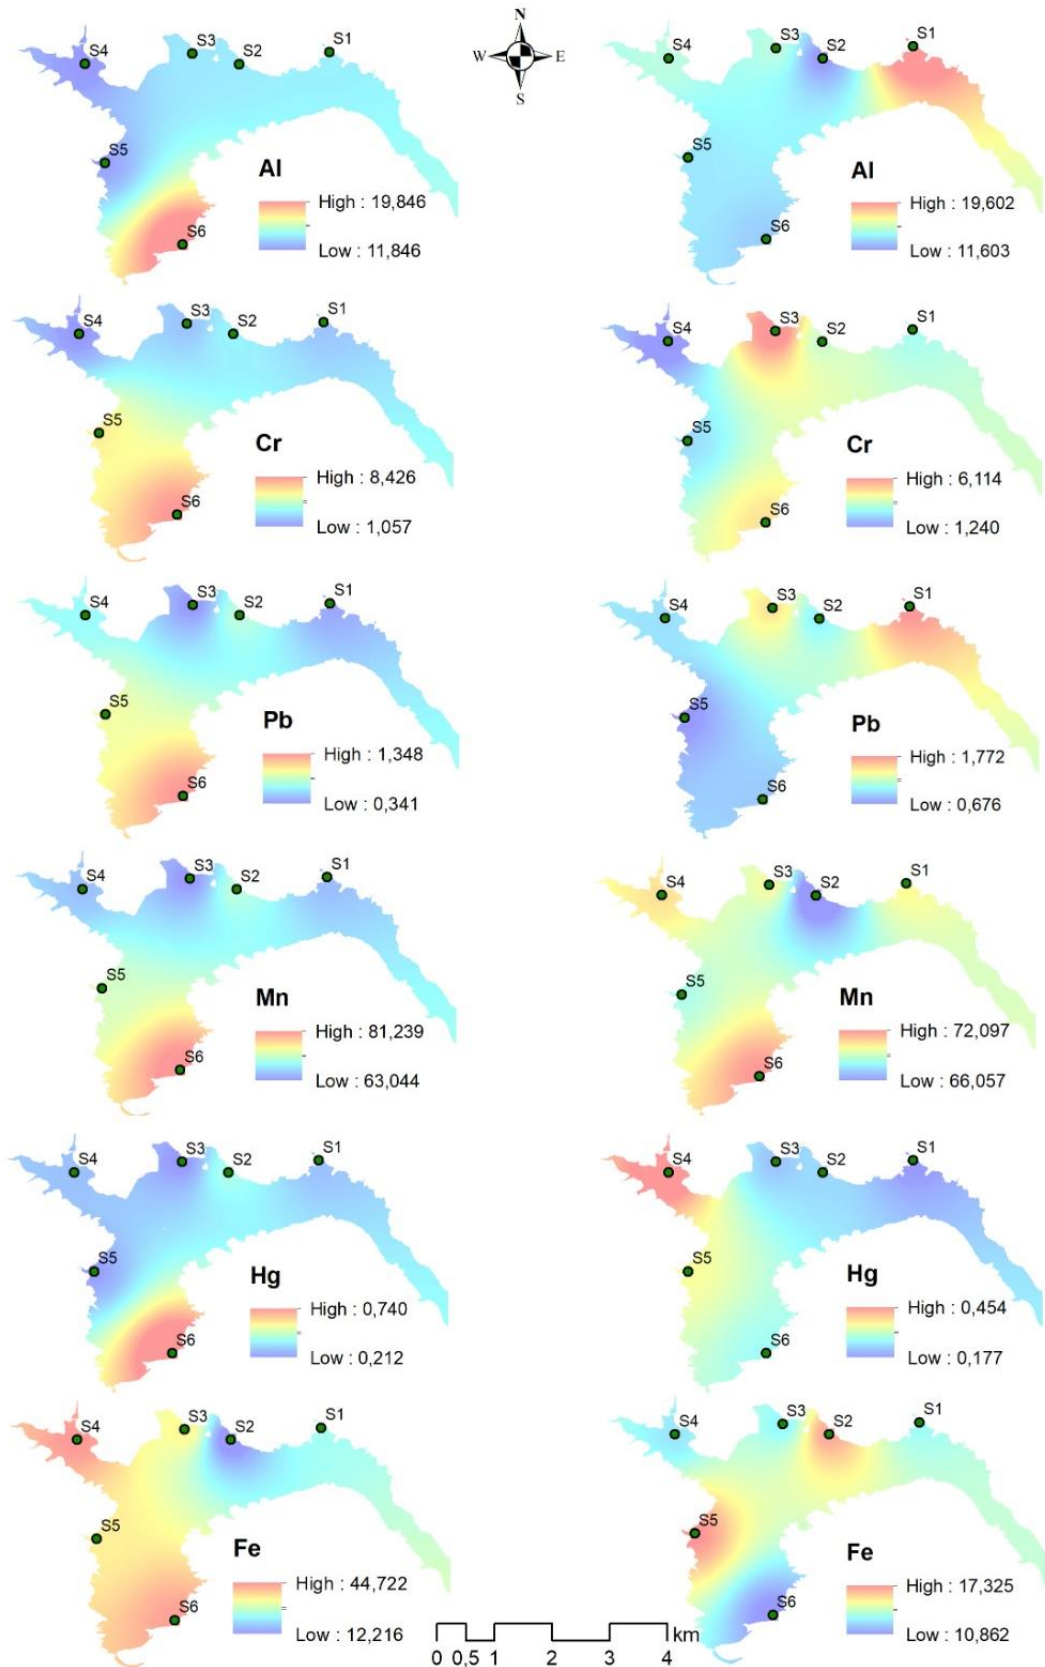 N
W E
S
S4 S3 S2 S1
S5
S6
Al
High : 19,846
Low : 11,846
S4 S3 S2 S1
S5
S6
Al
High : 19,602
Low : 11,603
S4 S3 S2 S1
S5
S6
Cr
High : 8,426
Low : 1,057
S4 S3 S2 S1
S5
S6
Cr
High : 6,114
Low : 1,240
S4 S3 S2 S1
S5
S6
Pb
High : 1,348
Low : 0,341
S4 S3 S2 S1
S5
S6
Pb
High : 1,772
Low : 0,676
S4 S3 S2 S1
S5
S6
Mn
High : 81,239
Low : 63,044
S4 S3 S2 S1
S5
S6
Mn
High : 72,097
Low : 66,057
S4 S3 S2 S1
S5
S6
Hg
High : 0,740
Low : 0,212
S4 S3 S2 S1
S5
S6
Hg
High : 0,454
Low : 0,177
S4 S3 S2 S1
S5
S6
Fe
High : 44,722
Low : 12,216
S4 S3 S2 S1
S5
S6
Fe
High : 17,325
Low : 10,862
km
0 0,5 1 2 3 4